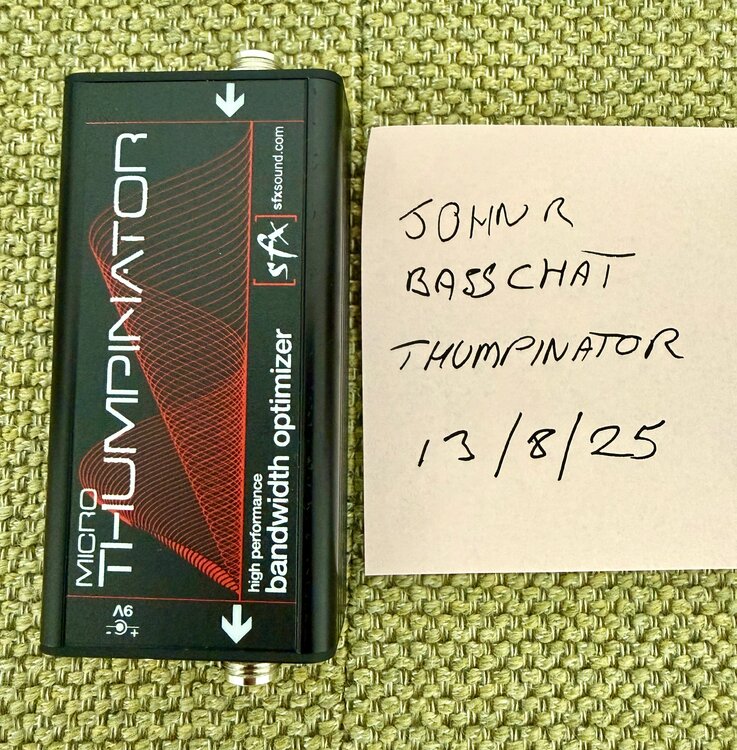 MICRO
THUMPINATOR
high performance
bandwidth optimizer
[sfx] sfxsound.com
9V
- +
JOHN R
BASSCHAT
THUMPINATOR
13/8/25